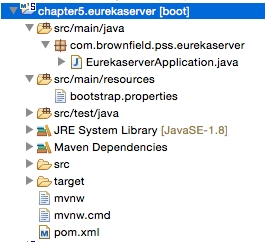 chapter5.eurekaserver [boot]
src/main/java
com.brownfield.pss.eurekaserver
EurekaserverApplication.java
src/main/resources
bootstrap.properties
src/test/java
JRE System Library [JavaSE-1.8]
Maven Dependencies
src
target
mvnw
mvnw.cmd
pom.xml